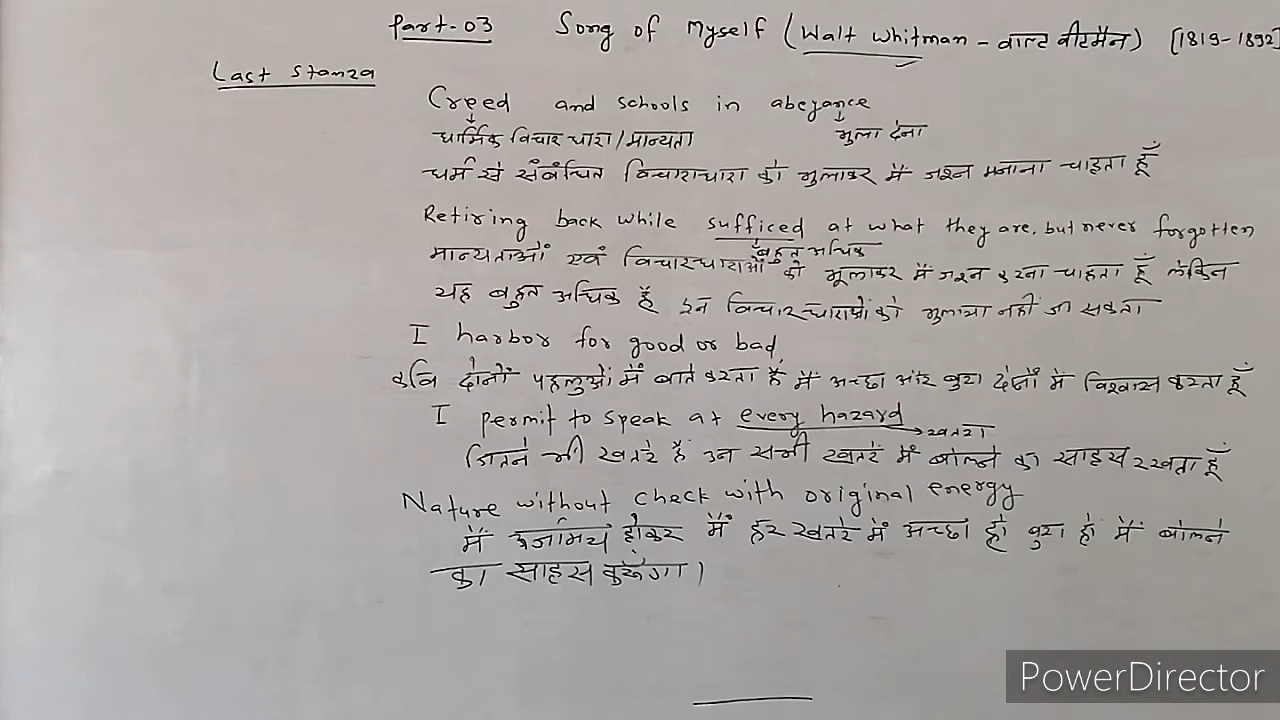 Part-03 Song of Myself (Walt Whitman - वाल्ट वीटमैन) [1819-1892]
Last stanza
Creed and schools in abeyance
धार्मिक विचार धारा/मान्यता भुला देना
धर्म से संबंधित विचाराधारा को भुलाकर मैं जश्न मनाना चाहता हूँ
Retiring back while sufficed at what they are, but never forgotten
बहुत अधिक
मान्यताओं एवं विचारधाराओं को भूलाकर मैं जश्न करना चाहता हूँ लेकिन
यह बहुत अधिक है इन विचारधाराओं को भुलाया नहीं जा सकता
I harbor for good or bad,
कवि दोनों पहलुओं में बाते करता है मैं अच्छा और बुरा दोनों में विश्वास करता हूँ
I permit to speak at every hazard
खतरा
जितने भी खतरे हैं उन सभी खतरें में बोलने का साहस रखता हूँ
Nature without check with original energy
मैं ऊर्जामय होकर मैं हर खतरे में अच्छा हो बुरा हो मैं बोलने
का साहस करूँगा।
PowerDirector